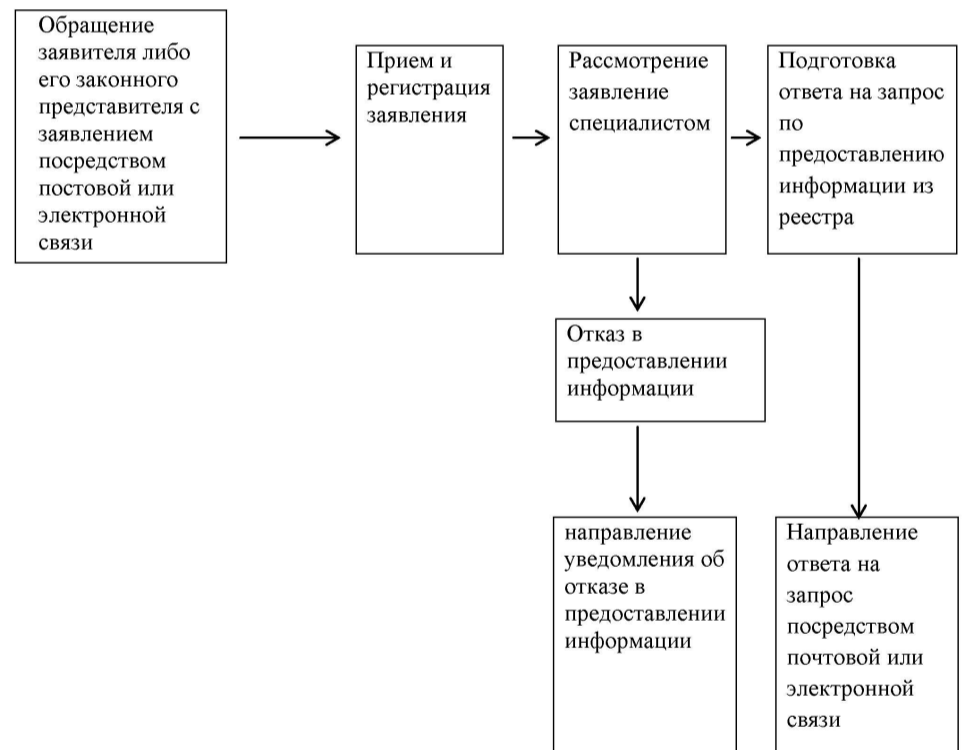 Обращение
заявителя либо
его законного
представителя с
заявлением
посредством
постовой или
электронной
связи
Прием и
регистрация
заявления
Рассмотрение
заявление
специалистом
Подготовка
ответа на запрос
по
предоставлению
информации из
реестра
Отказ в
предоставлении
информации
направление
уведомления об
отказе в
предоставлении
информации
Направление
ответа на
запрос
посредством
почтовой или
электронной
связи